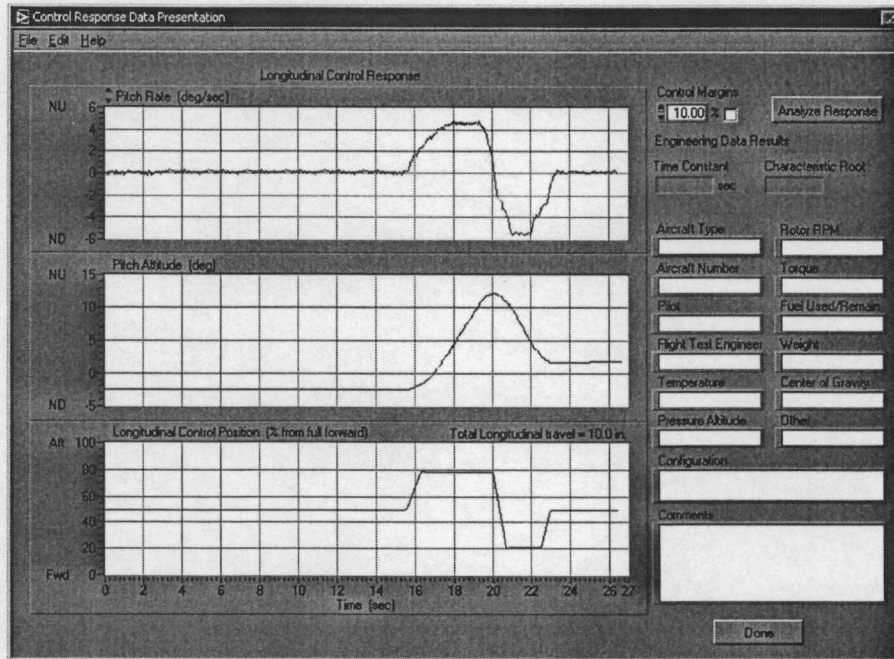 Control Response Data Presentation
File Edit Help
Longitudinal Control Response
NU
Pitch Rate (deg/sec)
6
4
2
0
-2
-4
-6
ND
NU
Pitch Altitude (deg)
15
10
5
0
-5
ND
Aft
Longitudinal Control Position (% from full forward) Total Longitudinal travel = 10.0 in.
100
80
60
40
20
0
Fwd
0 2 4 6 8 10 12 14 16 18 20 22 24 26 27
Time (sec)
Control Margins
10.00 %
Analyze Response
Engineering Data Results
Time Constant Characteristic Root
sec
Aircraft Type Rotor RPM
Aircraft Number Torque
Pilot Fuel Used/Remain
Flight Test Engineer Weight
Temperature Center of Gravity
Pressure Altitude Other
Configuration
Comments
Done